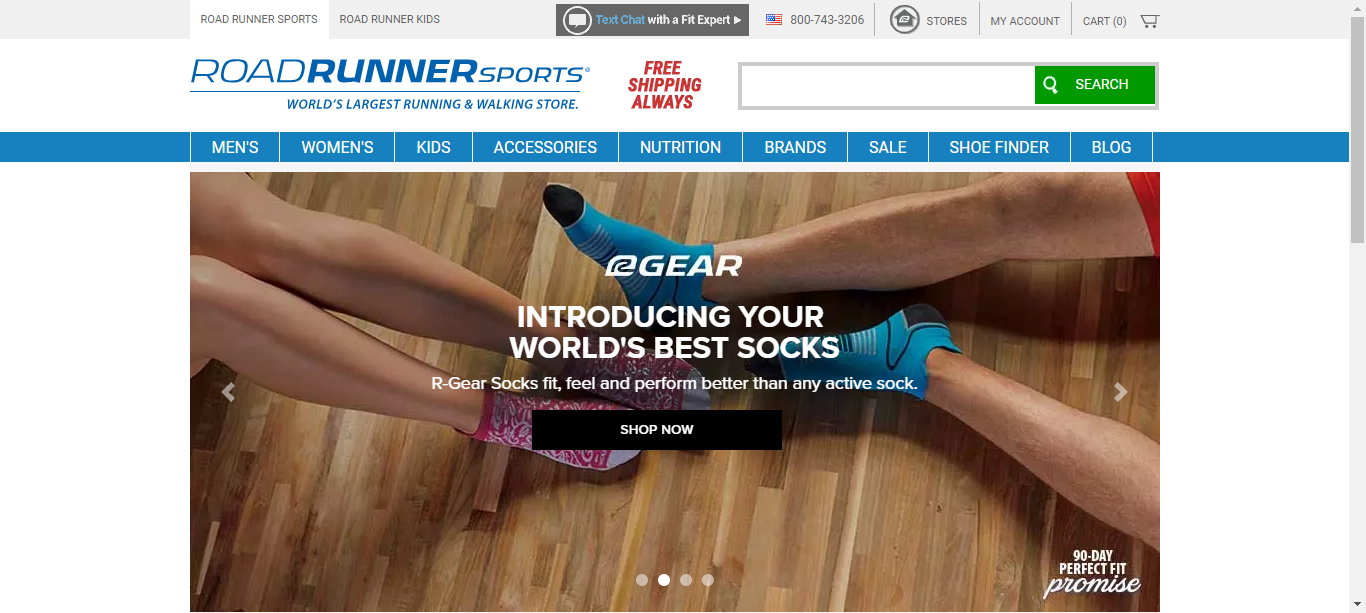 ROAD RUNNER SPORTS
ROAD RUNNER KIDS
Text Chat with a Fit Expert
800-743-3206
STORES
MY ACCOUNT
CART (0)
ROADRUNNERSPORTS®
WORLD'S LARGEST RUNNING & WALKING STORE.
FREE
SHIPPING
ALWAYS
SEARCH
MEN'S
WOMEN'S
KIDS
ACCESSORIES
NUTRITION
BRANDS
SALE
SHOE FINDER
BLOG
RGEAR
INTRODUCING YOUR
WORLD'S BEST SOCKS
R-Gear Socks fit, feel and perform better than any active sock.
SHOP NOW
90-DAY
PERFECT FIT
promise